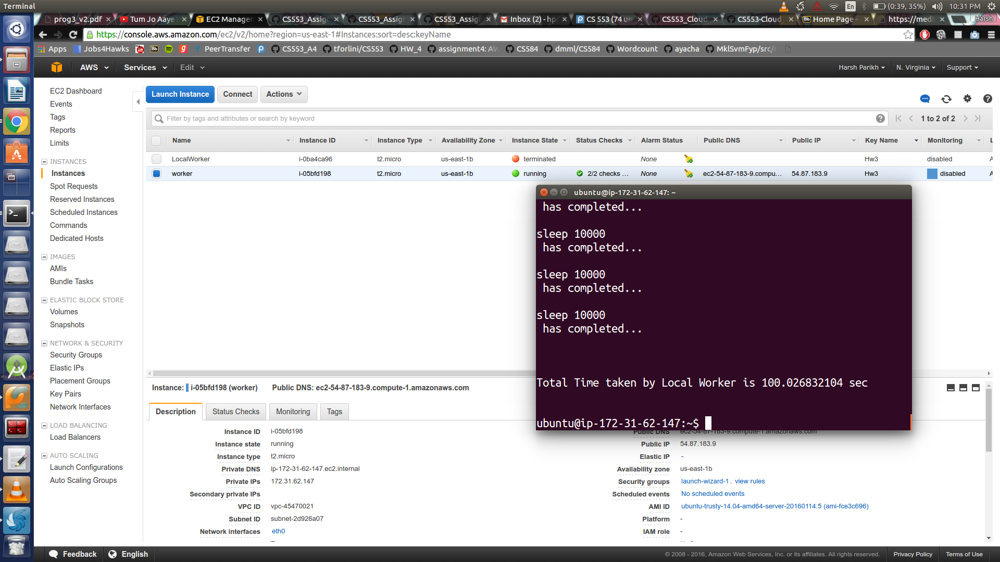 Terminal
En
(0:39, 35%)
10:31 PM
prog3_v2.pdf
Tum Jo Aaye
EC2 Manager
CS553_Assig
CS553_Assig
CS553_Assig
Inbox (2) - hp
CS 553 (74 un
CS553_Cloud
CS553-Cloud_
Home Page -
https://medi
Harsh
https://console.aws.amazon.com/ec2/v2/home?region=us-east-1#Instances:sort=desc:keyName
Apps
Jobs4Hawks
Bb
PeerTransfer
CS553_A4
tforlini/CS553
HW_4
assignment4: AW
CS584
dmml/CS584
Wordcount
ayacha
MklSvmFyp/src/
AWS
Services
Edit
Harsh Parikh
N. Virginia
Support
EC2 Dashboard
Events
Tags
Reports
Limits
INSTANCES
Instances
Spot Requests
Reserved Instances
Scheduled Instances
Commands
Dedicated Hosts
IMAGES
AMIs
Bundle Tasks
ELASTIC BLOCK STORE
Volumes
Snapshots
NETWORK & SECURITY
Security Groups
Elastic IPs
Placement Groups
Key Pairs
Network Interfaces
LOAD BALANCING
Load Balancers
AUTO SCALING
Launch Configurations
Auto Scaling Groups
Launch Instance
Connect
Actions
Filter by tags and attributes or search by keyword
1 to 2 of 2
Name Instance ID Instance Type Availability Zone Instance State Status Checks Alarm Status Public DNS Public IP Key Name Monitoring L
LocalWorker i-0ba4ca96 t2.micro us-east-1b terminated None Hw3 disabled A
worker i-05bfd198 t2.micro us-east-1b running 2/2 checks ... None ec2-54-87-183-9.compu... 54.87.183.9 Hw3 disabled A
ubuntu@ip-172-31-62-147: ~
has completed...
sleep 10000
has completed...
sleep 10000
has completed...
sleep 10000
has completed...
Total Time taken by Local Worker is 100.026832104 sec
ubuntu@ip-172-31-62-147:~$
Instance: i-05bfd198 (worker) Public DNS: ec2-54-87-183-9.compute-1.amazonaws.com
Description
Status Checks
Monitoring
Tags
Instance ID i-05bfd198
Instance state running
Instance type t2.micro
Private DNS ip-172-31-62-147.ec2.internal
Private IPs 172.31.62.147
Secondary private IPs
VPC ID vpc-45470021
Subnet ID subnet-2d926a07
Network interfaces eth0
Public DNS ec2-54-87-183-9.compute-1.amazonaws.com
Public IP 54.87.183.9
Elastic IP -
Availability zone us-east-1b
Security groups launch-wizard-1. view rules
Scheduled events No scheduled events
AMI ID ubuntu-trusty-14.04-amd64-server-20160114.5 (ami-fce3c696)
Platform -
IAM role -
Feedback
English
© 2008 - 2016, Amazon Web Services, Inc. or its affiliates. All rights reserved.
Privacy Policy
Terms of Use